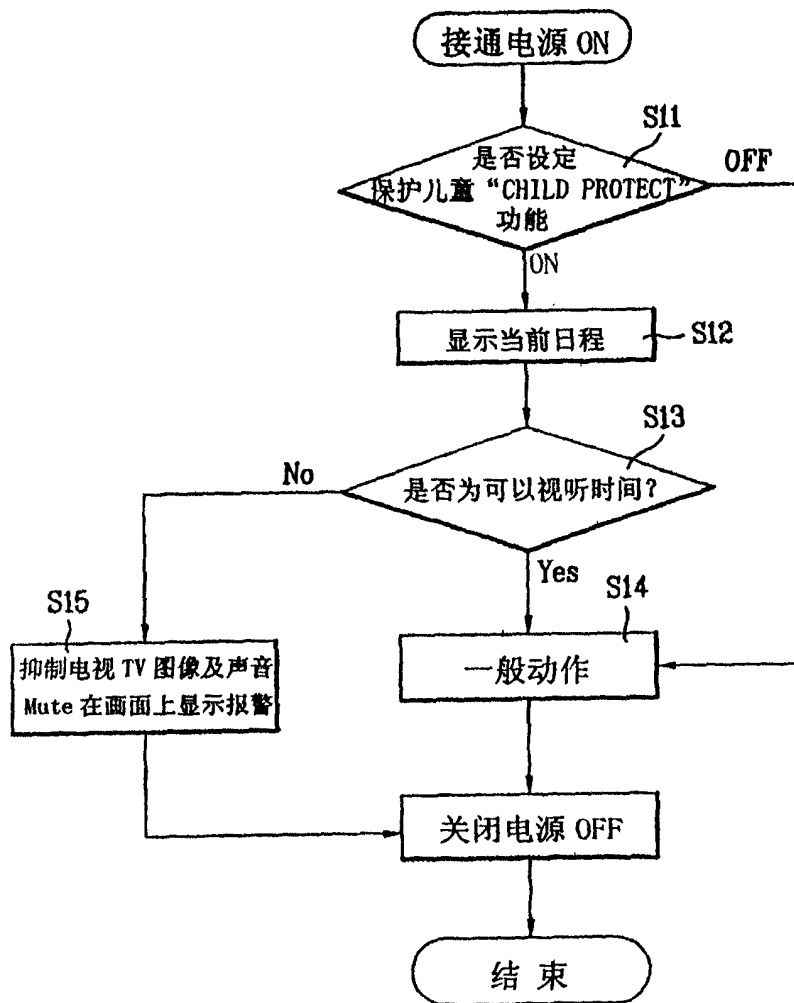 接通电源 ON
S11
OFF
是否设定
保护儿童“CHILD PROTECT”
功能
ON
显示当前日程
S12
S13
No
是否为可以视听时间?
Yes
S15
S14
抑制电视 TV 图像及声音
Mute 在画面上显示报警
一般动作
关闭电源 OFF
结 束